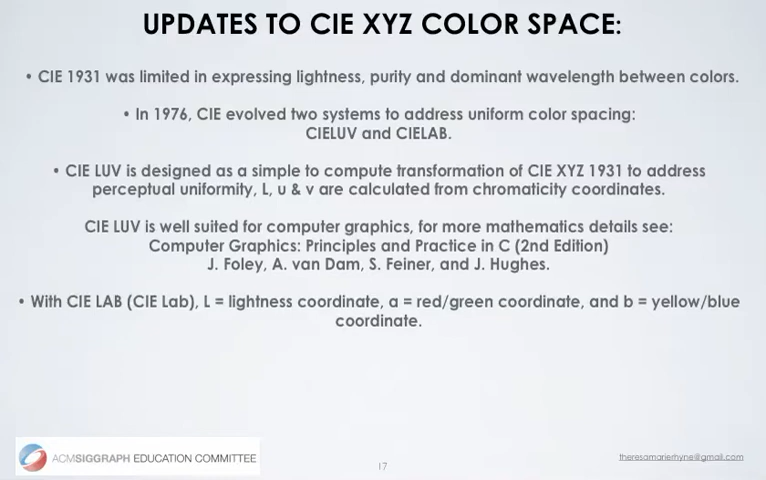 UPDATES TO CIE XYZ COLOR SPACE:
• CIE 1931 was limited in expressing lightness, purity and dominant wavelength between colors.
• In 1976, CIE evolved two systems to address uniform color spacing:
CIELUV and CIELAB.
• CIE LUV is designed as a simple to compute transformation of CIE XYZ 1931 to address
perceptual uniformity, L, u & v are calculated from chromaticity coordinates.
CIE LUV is well suited for computer graphics, for more mathematics details see:
Computer Graphics: Principles and Practice in C (2nd Edition)
J. Foley, A. van Dam, S. Feiner, and J. Hughes.
• With CIE LAB (CIE Lab), L = lightness coordinate, a = red/green coordinate, and b = yellow/blue
coordinate.
ACMSIGGRAPH EDUCATION COMMITTEE
17
theresamarierhyne@gmail.com